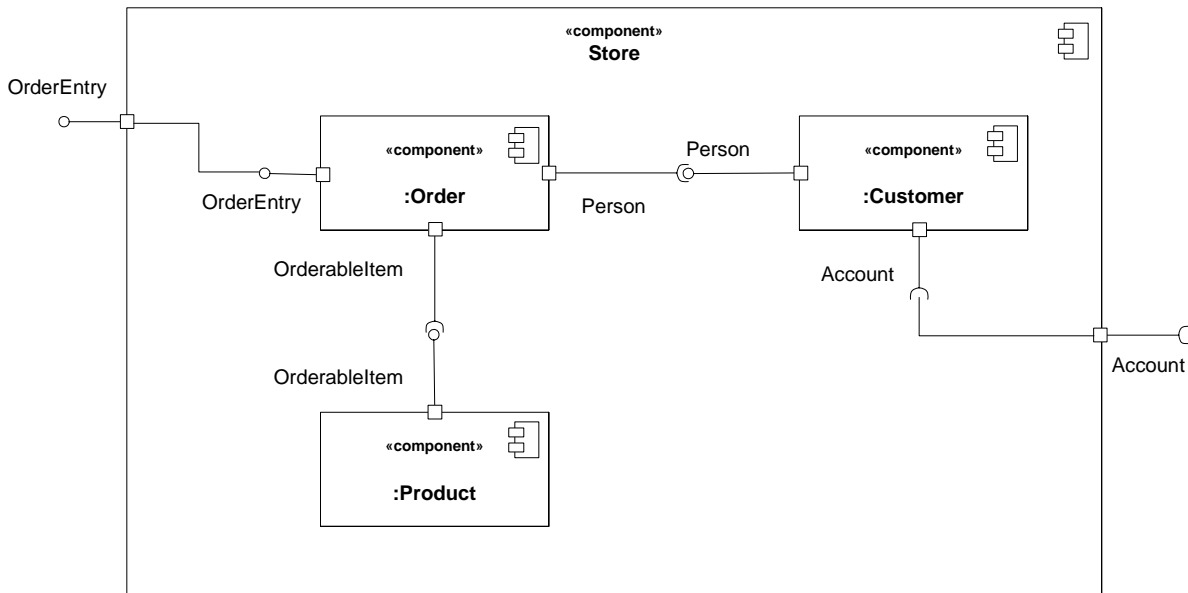 «component»
Store
OrderEntry
«component»
:Order
OrderEntry
Person
Person
«component»
:Customer
OrderableItem
Account
Account
OrderableItem
«component»
:Product